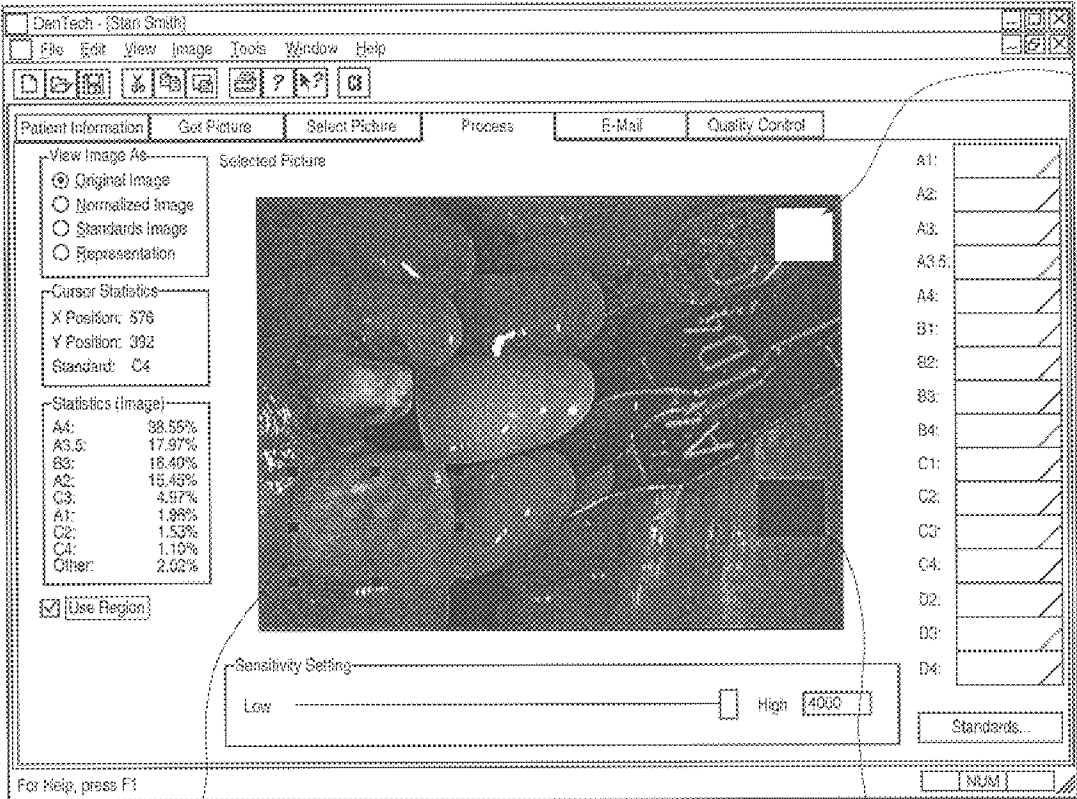 DenTech - [Stan Smith]
File Edit View Image Tools Window Help
Patient Information
Get Picture
Select Picture
Process
E-Mail
Quality Control
View Image As
Original Image
Normalized Image
Standards Image
Representation
Cursor Statistics
X Position: 576
Y Position: 392
Standard: C4
Statistics (Image)
A4: 38.55%
A3.5: 17.97%
B3: 16.40%
A2: 15.45%
C3: 4.97%
A1: 1.96%
C2: 1.53%
C4: 1.10%
Other: 2.02%
Use Region
Selected Picture
Sensitivity Setting
Low
High 4000
A1:
A2:
A3:
A3.5:
A4:
B1:
B2:
B3:
B4:
C1:
C2:
C3:
C4:
D2:
D3:
D4:
Standards...
For Help, press F1
NUM